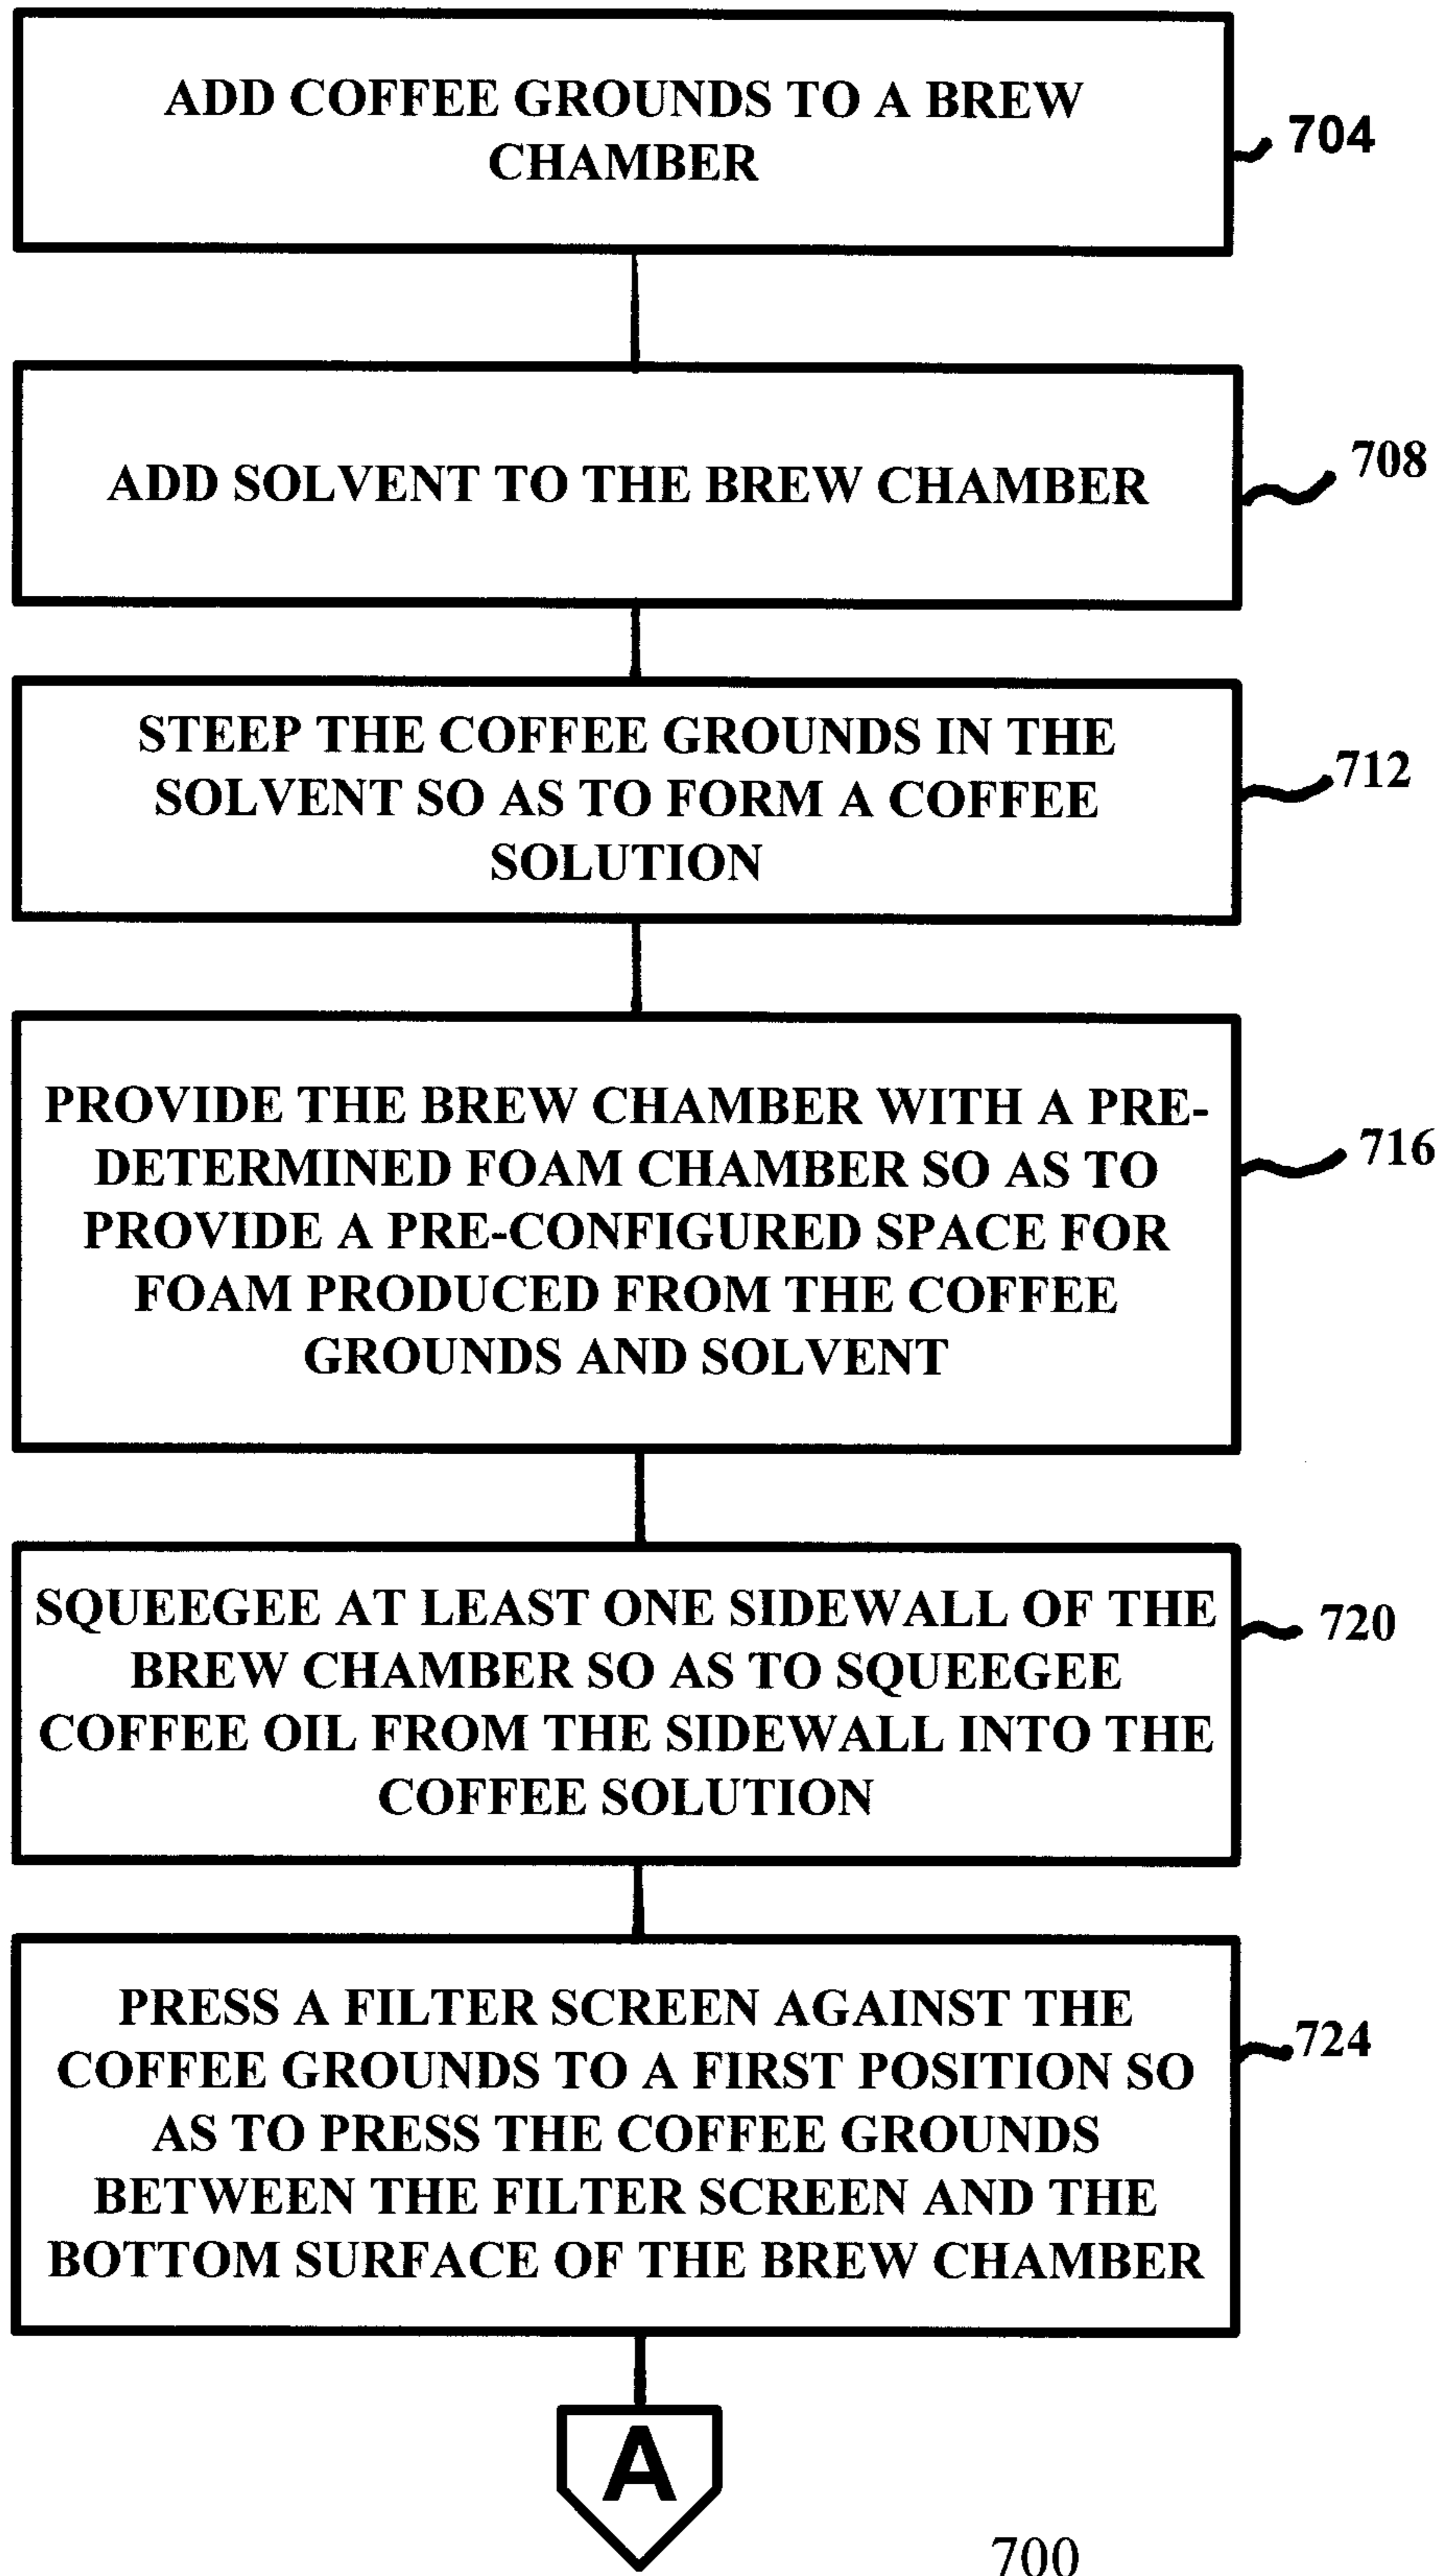 ADD COFFEE GROUNDS TO A BREW
CHAMBER
704
ADD SOLVENT TO THE BREW CHAMBER
708
STEEP THE COFFEE GROUNDS IN THE
SOLVENT SO AS TO FORM A COFFEE
SOLUTION
712
PROVIDE THE BREW CHAMBER WITH A PRE-
DETERMINED FOAM CHAMBER SO AS TO
PROVIDE A PRE-CONFIGURED SPACE FOR
FOAM PRODUCED FROM THE COFFEE
GROUNDS AND SOLVENT
716
SQUEEGEE AT LEAST ONE SIDEWALL OF THE
BREW CHAMBER SO AS TO SQUEEGEE
COFFEE OIL FROM THE SIDEWALL INTO THE
COFFEE SOLUTION
720
PRESS A FILTER SCREEN AGAINST THE
COFFEE GROUNDS TO A FIRST POSITION SO
AS TO PRESS THE COFFEE GROUNDS
BETWEEN THE FILTER SCREEN AND THE
BOTTOM SURFACE OF THE BREW CHAMBER
724
A
700